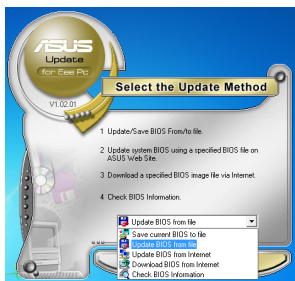 ASUS
Update
for Eee Pc
V1.02.01
Select the Update Method
1 Update/Save BIOS From/to file.
2 Update system BIOS using a specified BIOS file on
ASUS Web Site.
3 Download a specified BIOS image file via Internet.
4 Check BIOS Information.
Update BIOS from file
Save current BIOS to file
Update BIOS from file
Update BIOS from Internet
Download BIOS from Internet
Check BIOS Information